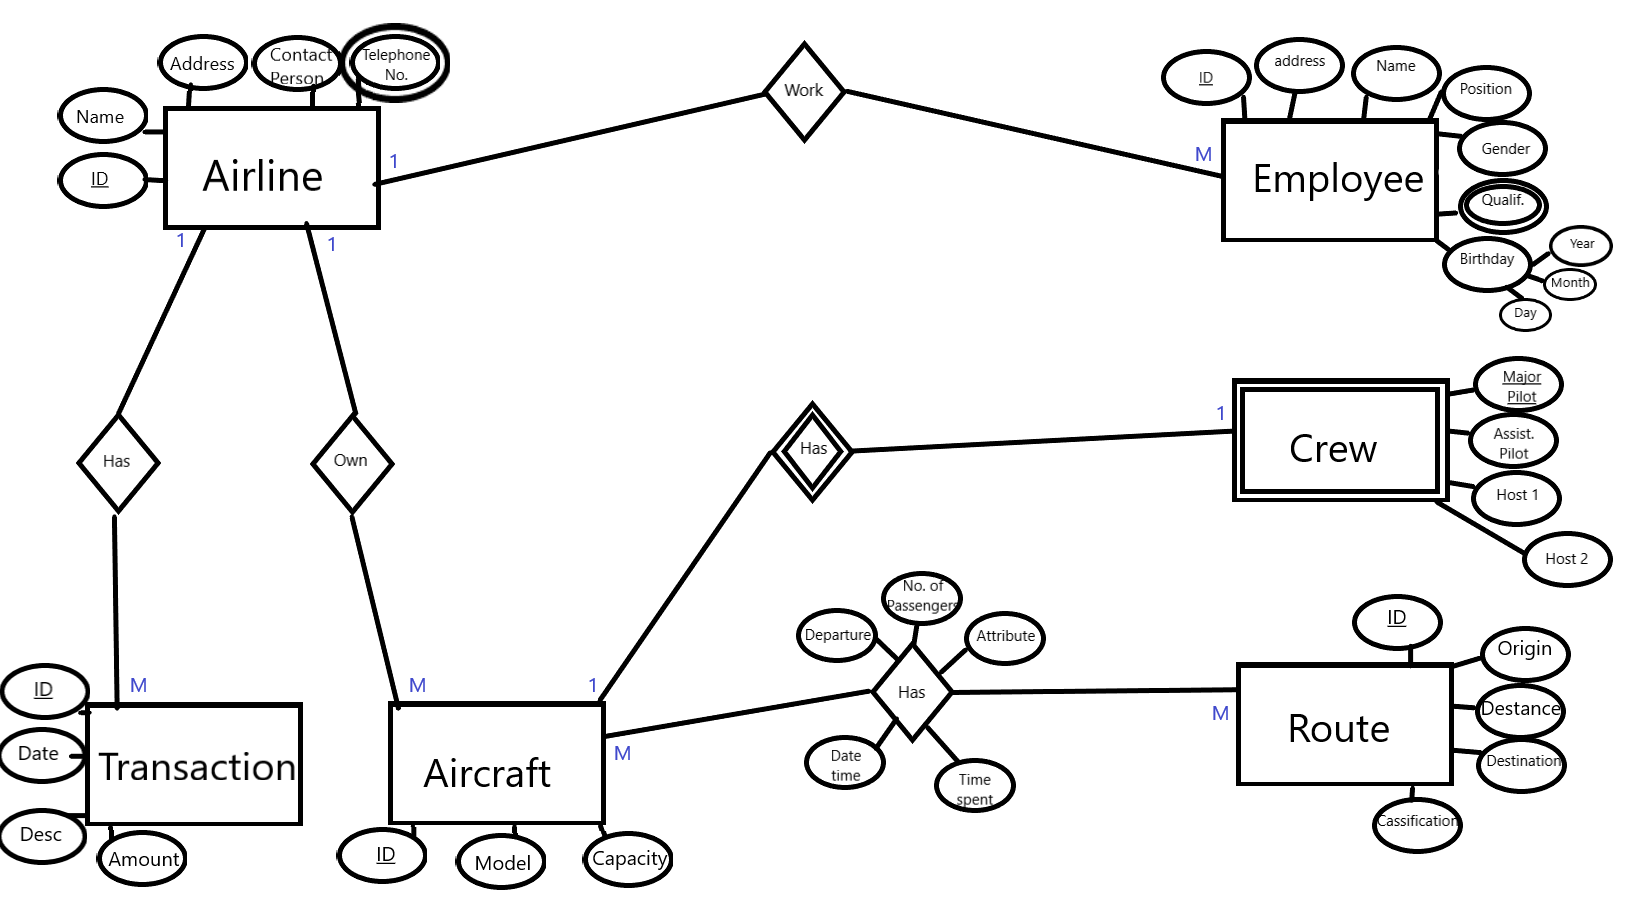 Address
Contact
Person
Telephone
No.
Name
ID
Airline
1
1
1
Work
M
ID
address
Name
Position
Gender
Qualif.
Birthday
Year
Month
Day
Employee
Has
Own
Has
1
Crew
Major
Pilot
Assist.
Pilot
Host 1
Host 2
ID
Date
Desc
Amount
M
Transaction
M
1
M
Aircraft
ID
Model
Capacity
Departure
No. of
Passengers
Attribute
Has
Date
time
Time
spent
M
Route
ID
Origin
Destance
Destination
Cassification